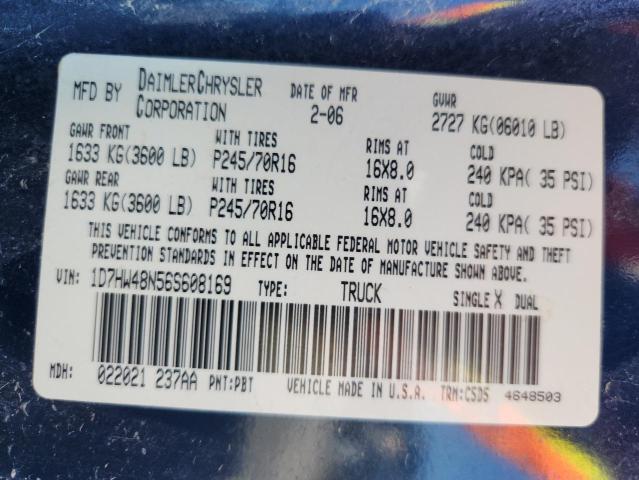 MFD BY DAIMLERCHRYSLER CORPORATION DATE OF MFR 2-06 GVWR 2727 KG(06010 LB)
GAWR FRONT WITH TIRES RIMS AT COLD
1633 KG(3600 LB) P245/70R16 16X8.0 240 KPA( 35 PSI)
GAWR REAR WITH TIRES RIMS AT COLD
1633 KG(3600 LB) P245/70R16 16X8.0 240 KPA( 35 PSI)
THIS VEHICLE CONFORMS TO ALL APPLICABLE FEDERAL MOTOR VEHICLE SAFETY AND THEFT
PREVENTION STANDARDS IN EFFECT ON THE DATE OF MANUFACTURE SHOWN ABOVE.
VIN: 1D7HW48N56S608169 TYPE: TRUCK SINGLE X DUAL
MDH: 022021 237AA PNT:PBT VEHICLE MADE IN U.S.A. TRM:CSDS 4648503